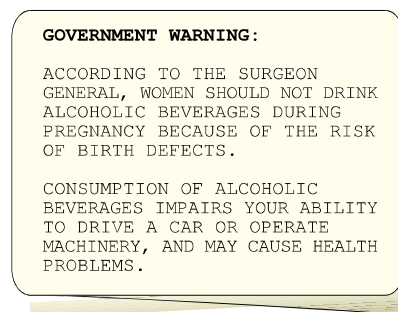 GOVERNMENT WARNING:
ACCORDING TO THE SURGEON
GENERAL, WOMEN SHOULD NOT DRINK
ALCOHOLIC BEVERAGES DURING
PREGNANCY BECAUSE OF THE RISK
OF BIRTH DEFECTS.
CONSUMPTION OF ALCOHOLIC
BEVERAGES IMPAIRS YOUR ABILITY
TO DRIVE A CAR OR OPERATE
MACHINERY, AND MAY CAUSE HEALTH
PROBLEMS.